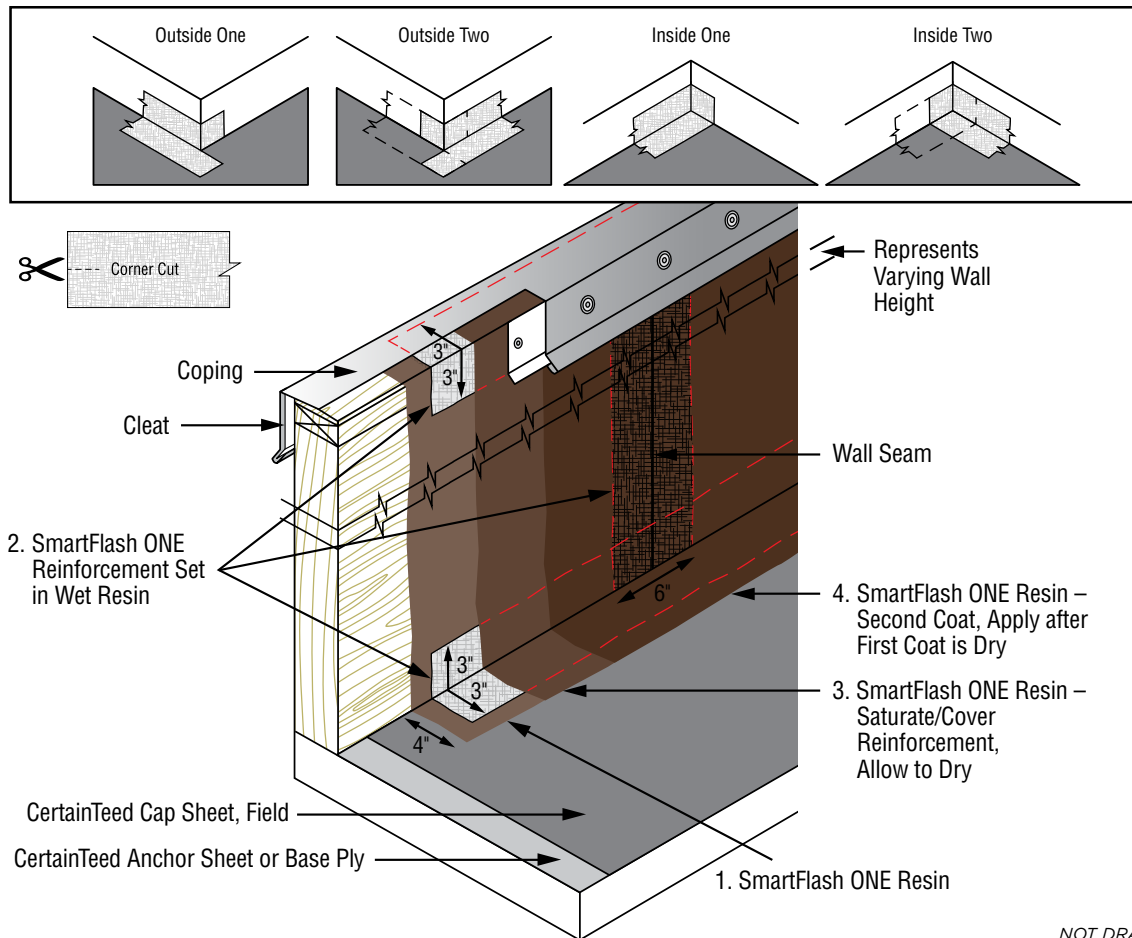 Outside One
Outside Two
Inside One
Inside Two
Corner Cut
Represents
Varying Wall
Height
3"
3"
Coping
Cleat
Wall Seam
2. SmartFlash ONE
Reinforcement Set
in Wet Resin
6"
4. SmartFlash ONE Resin –
Second Coat, Apply after
First Coat is Dry
3"
3"
3. SmartFlash ONE Resin –
Saturate/Cover
Reinforcement,
Allow to Dry
4"
CertainTeed Cap Sheet, Field
CertainTeed Anchor Sheet or Base Ply
1. SmartFlash ONE Resin
NOT